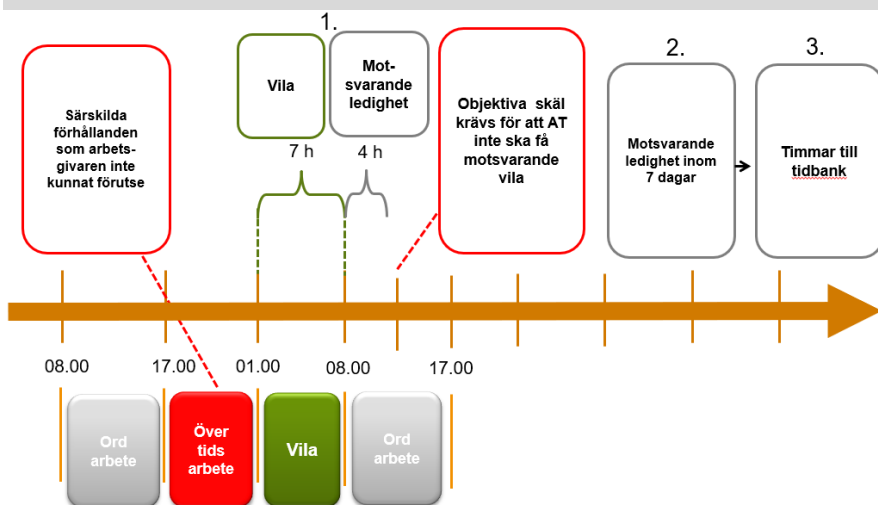 1.
2.
3.
Särskilda
förhållanden
som arbets-
givaren inte
kunnat förutse
Vila
Mot-
svarande
ledighet
7 h
4 h
Objektiva skäl
krävs för att AT
inte ska få
motsvarande
vila
Motsvarande
ledighet inom
7 dagar
Timmar till
tidbank
08.00
17.00
01.00
08.00
17.00
Ord
arbete
Över
tids
arbete
Vila
Ord
arbete